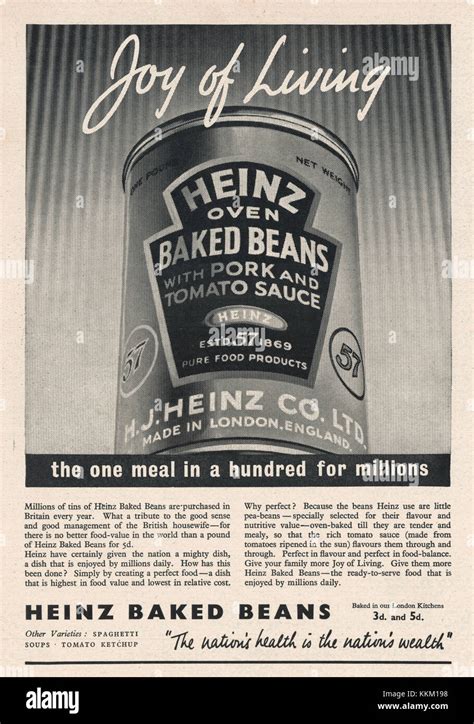 Joy of Living
ONE POUND
NET WEIGHT
HEINZ
OVEN
BAKED BEANS
WITH PORK AND
TOMATO SAUCE
HEINZ
ESTD 57 1869
PURE FOOD PRODUCTS
57
57
H.J. HEINZ CO. LTD.
MADE IN LONDON, ENGLAND.
the one meal in a hundred for millions
Millions of tins of Heinz Baked Beans are purchased in
Britain every year. What a tribute to the good sense
and good management of the British housewife—for
there is no better food-value in the world than a pound
of Heinz Baked Beans for 5d.
Heinz have certainly given the nation a mighty dish,
a dish that is enjoyed by millions daily. How has this
been done? Simply by creating a perfect food—a dish
that is highest in food value and lowest in relative cost.
Why perfect? Because the beans Heinz use are little
pea-beans — specially selected for their flavour and
nutritive value—oven-baked till they are tender and
mealy, so that the rich tomato sauce (made from
tomatoes ripened in the sun) flavours them through and
through. Perfect in flavour and perfect in food-balance.
Give your family more Joy of Living. Give them more
Heinz Baked Beans — the ready-to-serve food that is
enjoyed by millions daily.
HEINZ BAKED BEANS
Baked in our London Kitchens
3d. and 5d.
Other Varieties: SPAGHETTI
SOUPS · TOMATO KETCHUP
"The nation's health is the nation's wealth"
alamy
Image ID: KKM198
www.alamy.com